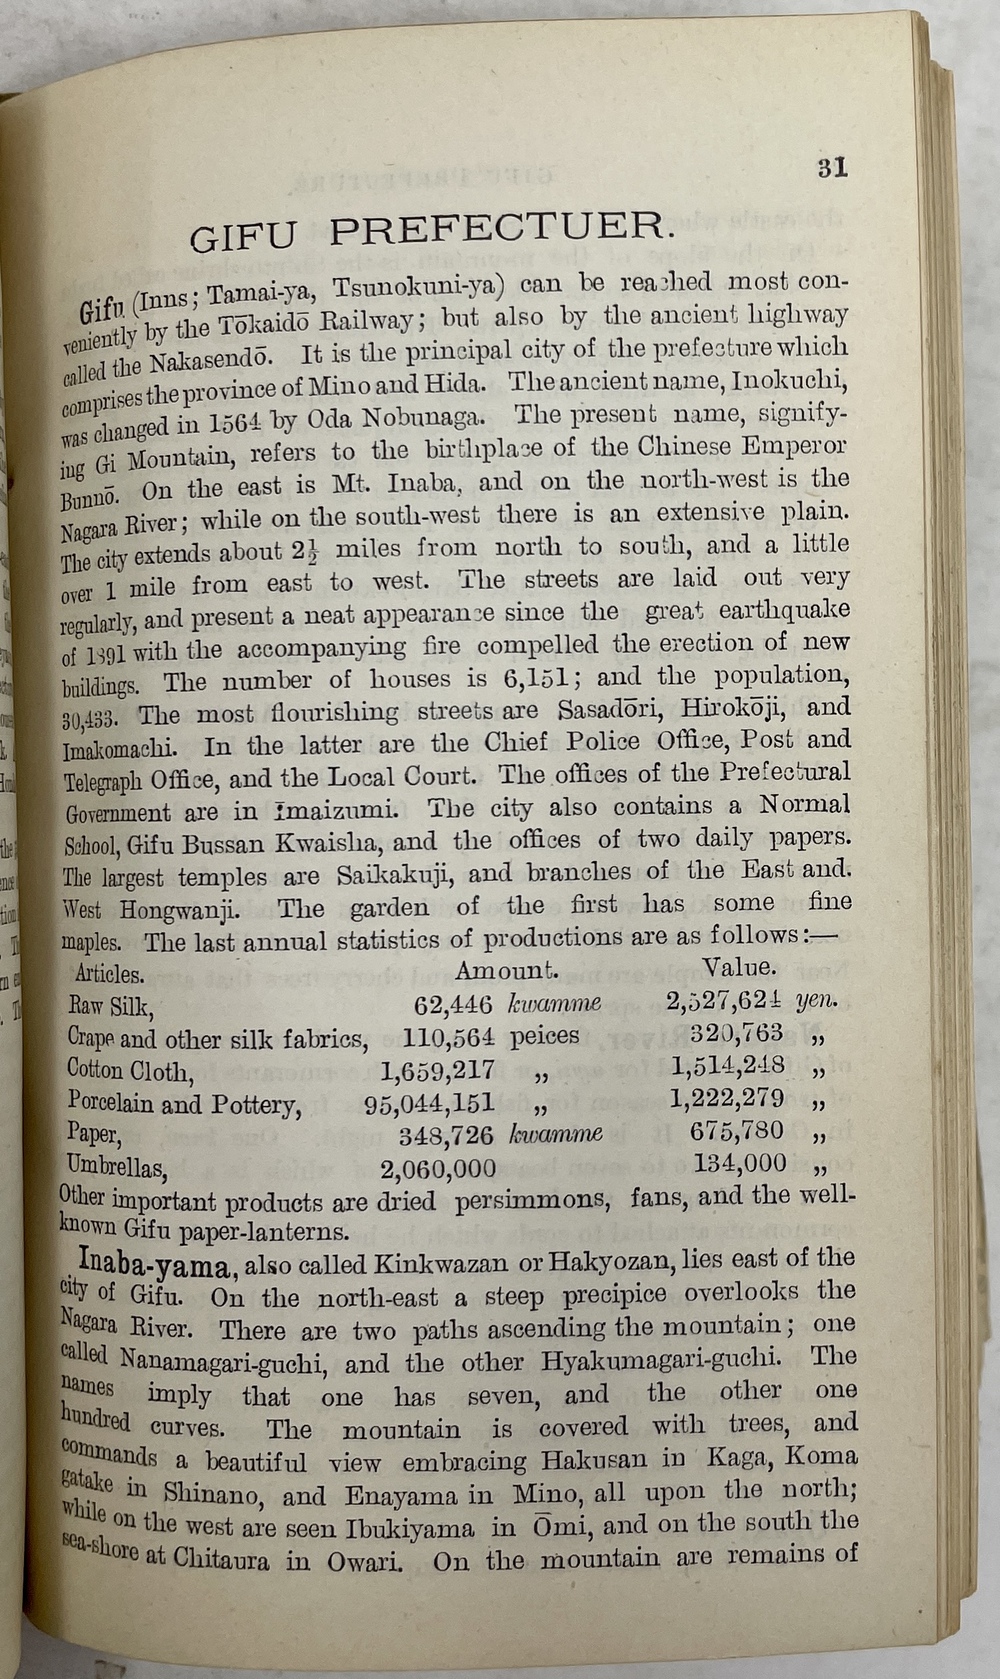 31
GIFU PREFECTUER.
Gifu (Inns; Tamai-ya, Tsunokuni-ya) can be reached most con-
veniently by the Tōkaidō Railway; but also by the ancient highway
called the Nakasendō. It is the principal city of the prefecture which
comprises the province of Mino and Hida. The ancient name, Inokuchi,
was changed in 1564 by Oda Nobunaga. The present name, signify-
ing Gi Mountain, refers to the birthplace of the Chinese Emperor
Bunnō. On the east is Mt. Inaba, and on the north-west is the
Nagara River; while on the south-west there is an extensive plain.
The city extends about 2½ miles from north to south, and a little
over 1 mile from east to west. The streets are laid out very
regularly, and present a neat appearance since the great earthquake
of 1891 with the accompanying fire compelled the erection of new
buildings. The number of houses is 6,151; and the population,
30,433. The most flourishing streets are Sasadōri, Hirokōji, and
Imakomachi. In the latter are the Chief Police Office, Post and
Telegraph Office, and the Local Court. The offices of the Prefectural
Government are in Imaizumi. The city also contains a Normal
School, Gifu Bussan Kwaisha, and the offices of two daily papers.
The largest temples are Saikakuji, and branches of the East and.
West Hongwanji. The garden of the first has some fine
maples. The last annual statistics of productions are as follows:—
Articles. Amount. Value.
Raw Silk, 62,446 kwamme 2,527,624 yen.
Crape and other silk fabrics, 110,564 peices 320,763 „
Cotton Cloth, 1,659,217 „ 1,514,248 „
Porcelain and Pottery, 95,044,151 „ 1,222,279 „
Paper, 348,726 kwamme 675,780 „
Umbrellas, 2,060,000 134,000 „
Other important products are dried persimmons, fans, and the well-
known Gifu paper-lanterns.
Inaba-yama, also called Kinkwazan or Hakyozan, lies east of the
city of Gifu. On the north-east a steep precipice overlooks the
Nagara River. There are two paths ascending the mountain; one
called Nanamagari-guchi, and the other Hyakumagari-guchi. The
names imply that one has seven, and the other one
hundred curves. The mountain is covered with trees, and
commands a beautiful view embracing Hakusan in Kaga, Koma
gatake in Shinano, and Enayama in Mino, all upon the north;
while on the west are seen Ibukiyama in Ōmi, and on the south the
sea-shore at Chitaura in Owari. On the mountain are remains of